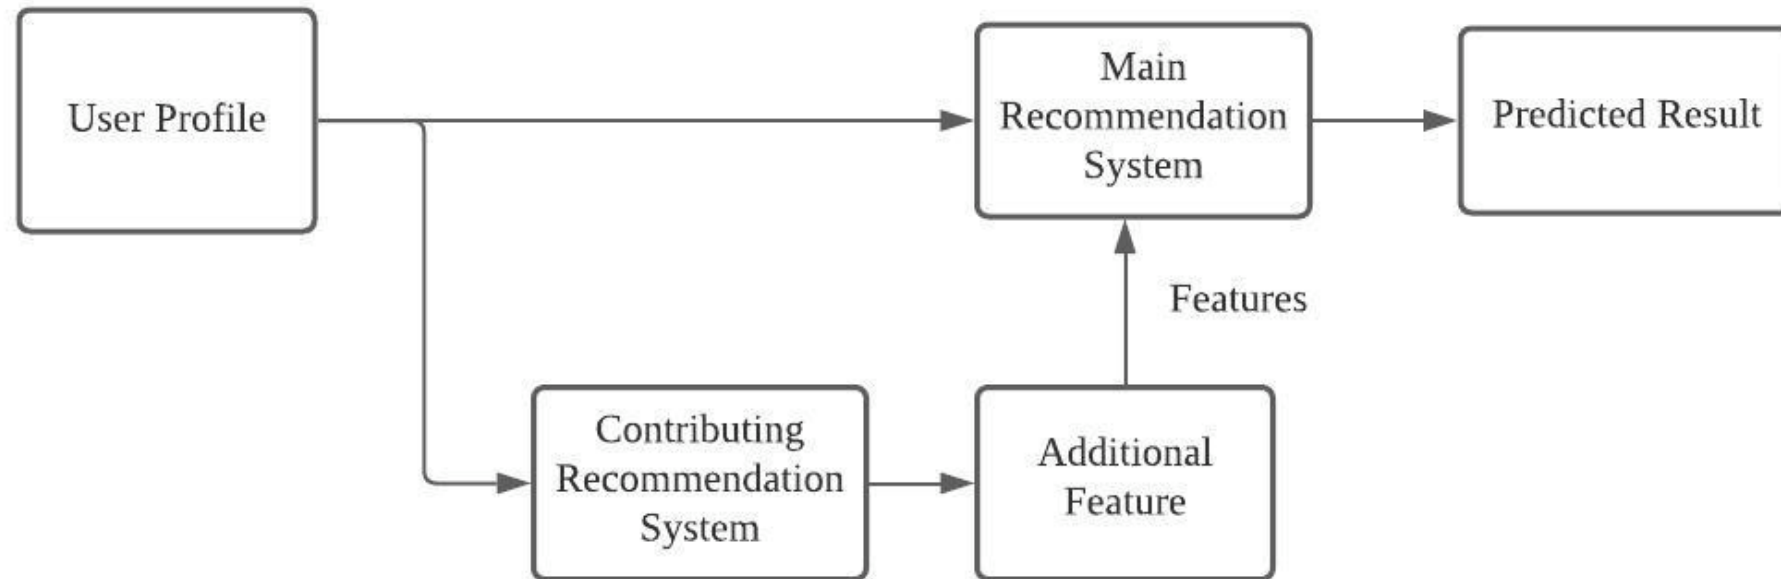 User Profile
Main
Recommendation
System
Predicted Result
Features
Contributing
Recommendation
System
Additional
Feature